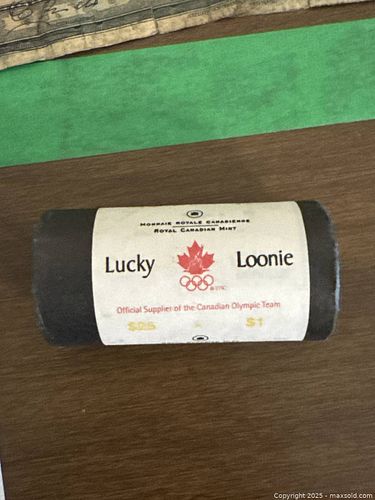 MONNAIE ROYALE CANADIENNE
ROYAL CANADIAN MINT
Lucky Loonie
Official Supplier of the Canadian Olympic Team
$25 - $1
Copyright © 2025 - maxsold.com